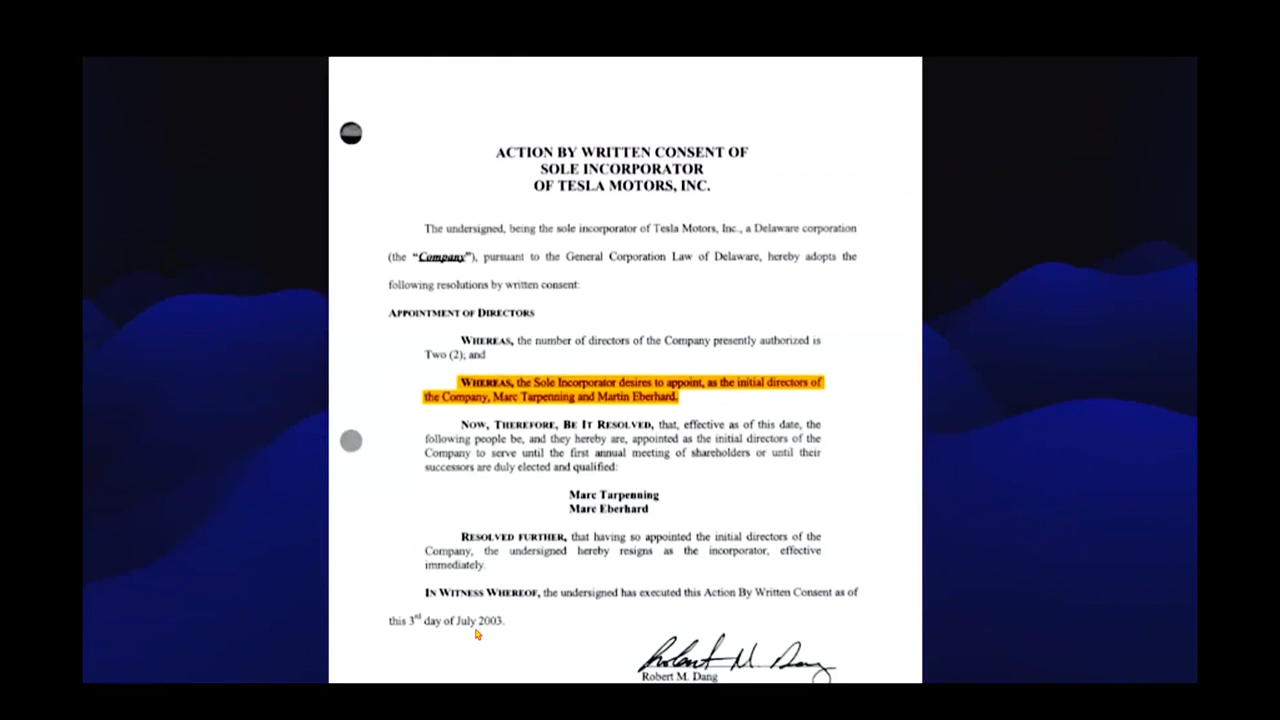 ACTION BY WRITTEN CONSENT OF
SOLE INCORPORATOR
OF TESLA MOTORS, INC.
The undersigned, being the sole incorporator of Tesla Motors, Inc., a Delaware corporation
(the “Company”), pursuant to the General Corporation Law of Delaware, hereby adopts the
following resolutions by written consent:
APPOINTMENT OF DIRECTORS
WHEREAS, the number of directors of the Company presently authorized is
Two (2); and
WHEREAS, the Sole Incorporator desires to appoint, as the initial directors of
the Company, Marc Tarpenning and Martin Eberhard.
NOW, THEREFORE, BE IT RESOLVED, that, effective as of this date, the
following people be, and they hereby are, appointed as the initial directors of the
Company to serve until the first annual meeting of shareholders or until their
successors are duly elected and qualified:
Marc Tarpenning
Marc Eberhard
RESOLVED FURTHER, that having so appointed the initial directors of the
Company, the undersigned hereby resigns as the incorporator, effective
immediately.
IN WITNESS WHEREOF, the undersigned has executed this Action By Written Consent as of
this 3rd day of July 2003.
Robert M. Dang
Robert M. Dang